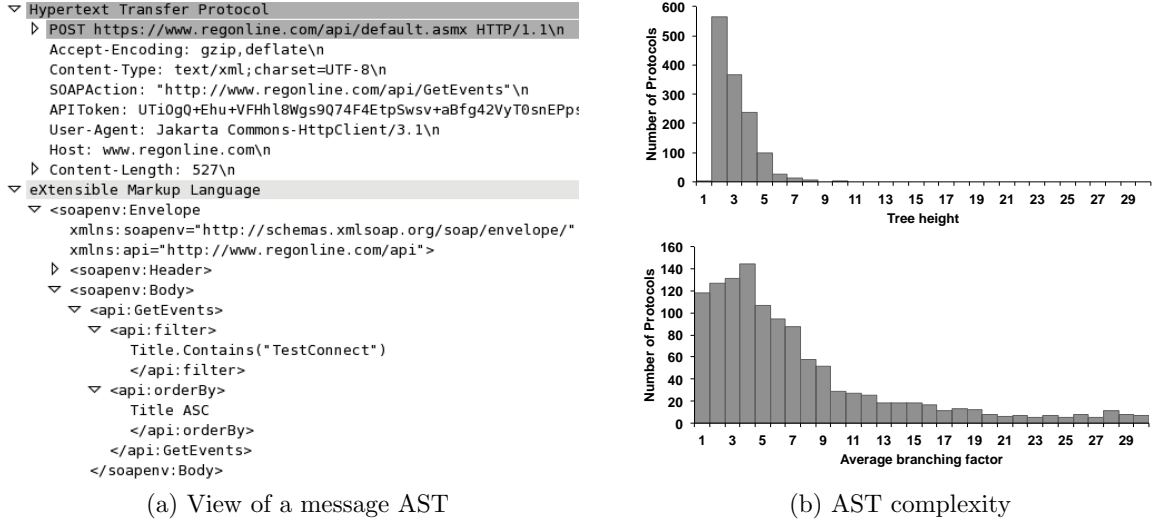 Hypertext Transfer Protocol
POST https://www.regonline.com/api/default.asmx HTTP/1.1\n
Accept-Encoding: gzip,deflate\n
Content-Type: text/xml;charset=UTF-8\n
SOAPAction: "http://www.regonline.com/api/GetEvents"\n
APIToken: UTiOgQ+Ehu+VFHhl8Wgs9Q74F4EtpSwsv+aBfg42VyT0snEPps
User-Agent: Jakarta Commons-HttpClient/3.1\n
Host: www.regonline.com\n
Content-Length: 527\n
eXtensible Markup Language
<soapenv:Envelope
xmlns:soapenv="http://schemas.xmlsoap.org/soap/envelope/"
xmlns:api="http://www.regonline.com/api">
<soapenv:Header>
<soapenv:Body>
<api:GetEvents>
<api:filter>
Title.Contains("TestConnect")
</api:filter>
<api:orderBy>
Title ASC
</api:orderBy>
</api:GetEvents>
</soapenv:Body>
(a) View of a message AST
Number of Protocols
600
500
400
300
200
100
0
1 3 5 7 9 11 13 15 17 19 21 23 25 27 29
Tree height
Number of Protocols
160
140
120
100
80
60
40
20
0
1 3 5 7 9 11 13 15 17 19 21 23 25 27 29
Average branching factor
(b) AST complexity